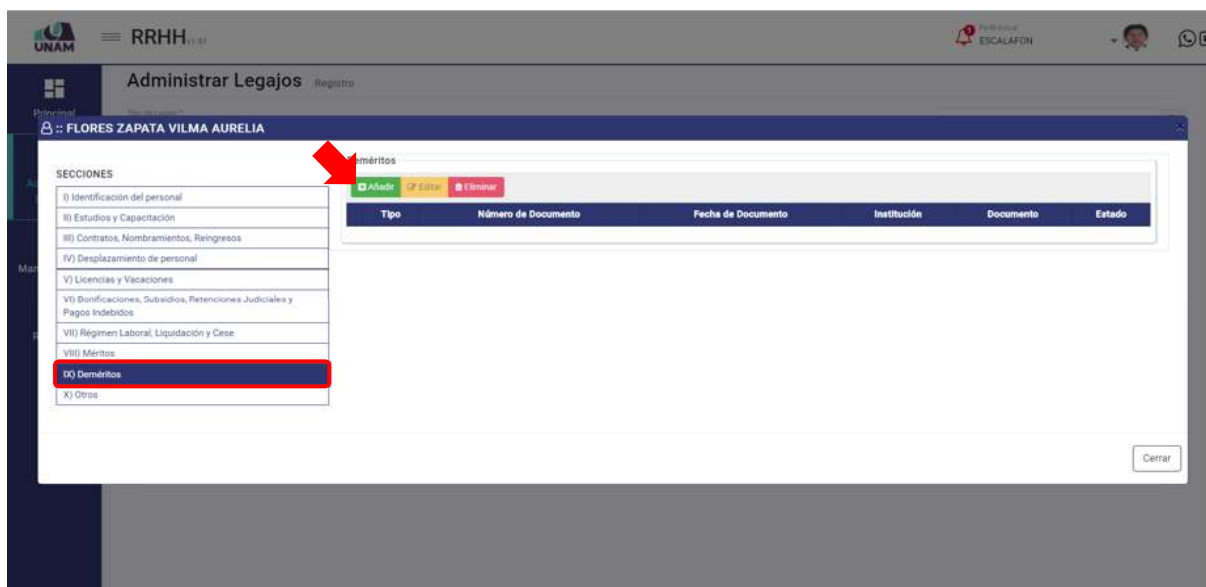 UNAM
RRHH
ESCALAFON
Administrar Legajos Registro
Principal
:: FLORES ZAPATA VILMA AURELIA
SECCIONES
I) Identificación del personal
II) Estudios y Capacitación
III) Contratos, Nombramientos, Reingresos
IV) Desplazamiento de personal
V) Licencias y Vacaciones
VI) Bonificaciones, Subsidios, Retenciones Judiciales y
Pagos Indebidos
VII) Régimen Laboral, Liquidación y Cese
VIII) Méritos
IX) Deméritos
X) Otros
Deméritos
Añadir Editar Eliminar
Tipo Número de Documento Fecha de Documento Institución Documento Estado
Cerrar